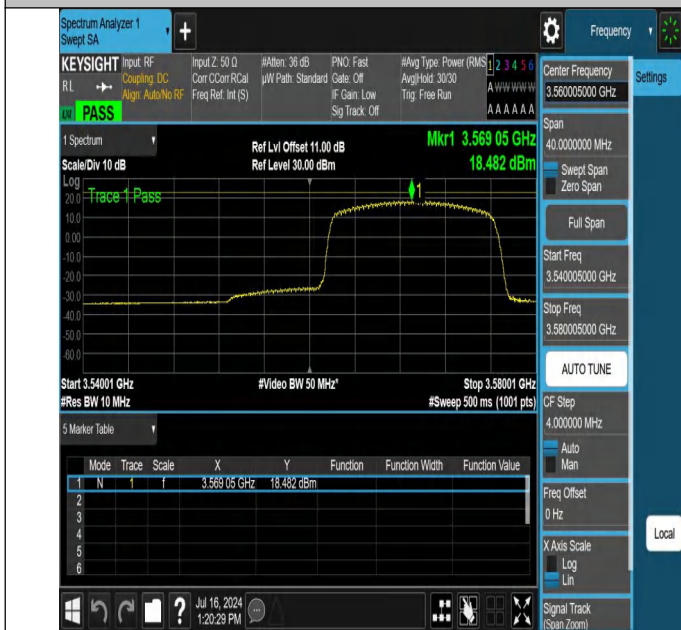 Spectrum Analyzer 1
Swept SA
Frequency
KEYSIGHT
RL
PASS
Input: RF
Coupling: DC
Align: Auto/No RF
Input Z: 50 Ω
Corr CCorr RCal
Freq Ref: Int (S)
#Atten: 36 dB
µW Path: Standard
PNO: Fast
Gate: Off
IF Gain: Low
Sig Track: Off
#Avg Type: Power (RMS
Avg|Hold: 30/30
Trig: Free Run
1 2 3 4 5 6
A W W W W W
A A A A A A
1 Spectrum
Scale/Div 10 dB
Ref Lvl Offset 11.00 dB
Ref Level 30.00 dBm
Mkr1 3.569 05 GHz
18.482 dBm
Log
Trace 1 Pass
1
20.0
10.0
0.00
-10.0
-20.0
-30.0
-40.0
-50.0
-60.0
Start 3.54001 GHz
#Res BW 10 MHz
#Video BW 50 MHz*
Stop 3.58001 GHz
#Sweep 500 ms (1001 pts)
5 Marker Table
Mode Trace Scale X Y Function Function Width Function Value
1 N 1 f 3.569 05 GHz 18.482 dBm
2
3
4
5
6
Jul 16, 2024
1:20:29 PM
Center Frequency
3.560005000 GHz
Settings
Span
40.0000000 MHz
Swept Span
Zero Span
Full Span
Start Freq
3.540005000 GHz
Stop Freq
3.580005000 GHz
AUTO TUNE
CF Step
4.000000 MHz
Auto
Man
Freq Offset
0 Hz
X Axis Scale
Log
Lin
Local
Signal Track
(Span Zoom)